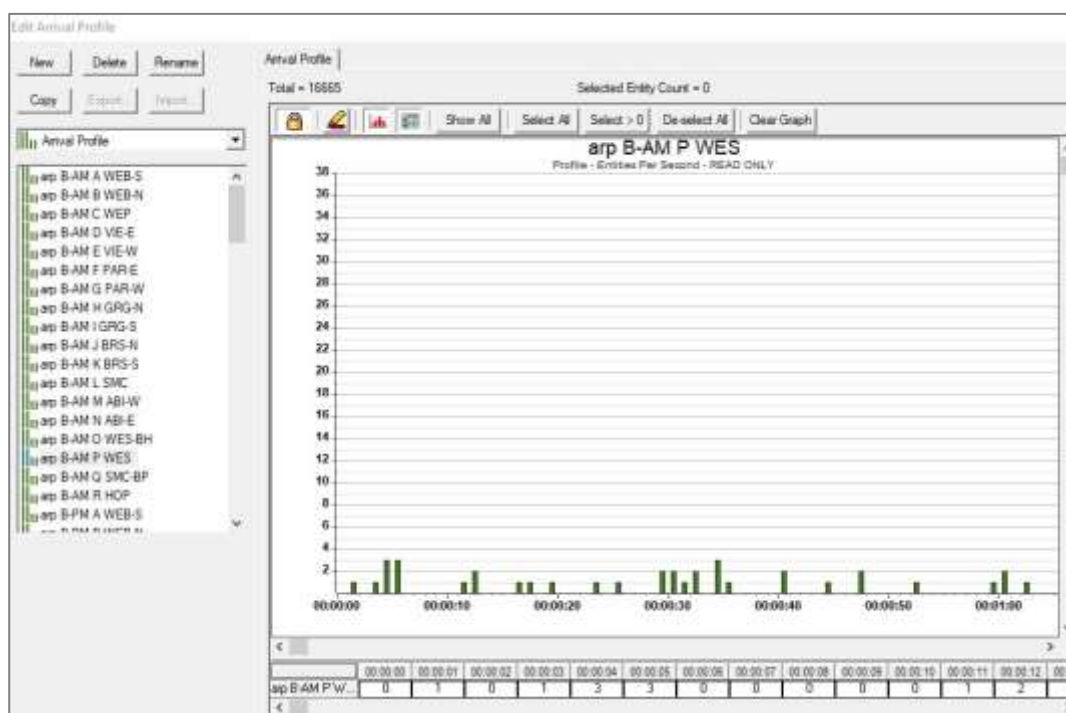 Edit Arrival Profile
New Delete Rename
Copy Export... Import...
Arrival Profile
arp B-AM A WEB-S
arp B-AM B WEB-N
arp B-AM C WEP
arp B-AM D VIE-E
arp B-AM E VIE-W
arp B-AM F PAR-E
arp B-AM G PAR-W
arp B-AM H GRG-N
arp B-AM I GRG-S
arp B-AM J BRS-N
arp B-AM K BRS-S
arp B-AM L SMC
arp B-AM M ABI-W
arp B-AM N ABI-E
arp B-AM O WES-BH
arp B-AM P WES
arp B-AM Q SMC-BP
arp B-AM R HOP
arp B-PM A WEB-S
Arrival Profile
Total = 16665 Selected Entity Count = 0
Show All Select All Select > 0 De-select All Clear Graph
arp B-AM P WES
Profile - Entities Per Second - READ ONLY
38
36
34
32
30
28
26
24
22
20
18
16
14
12
10
8
6
4
2
00:00:00 00:00:10 00:00:20 00:00:30 00:00:40 00:00:50 00:01:00
00:00:00 00:00:01 00:00:02 00:00:03 00:00:04 00:00:05 00:00:06 00:00:07 00:00:08 00:00:09 00:00:10 00:00:11 00:00:12 00
arp B-AM P W... 0 1 0 1 3 3 0 0 0 0 0 1 2